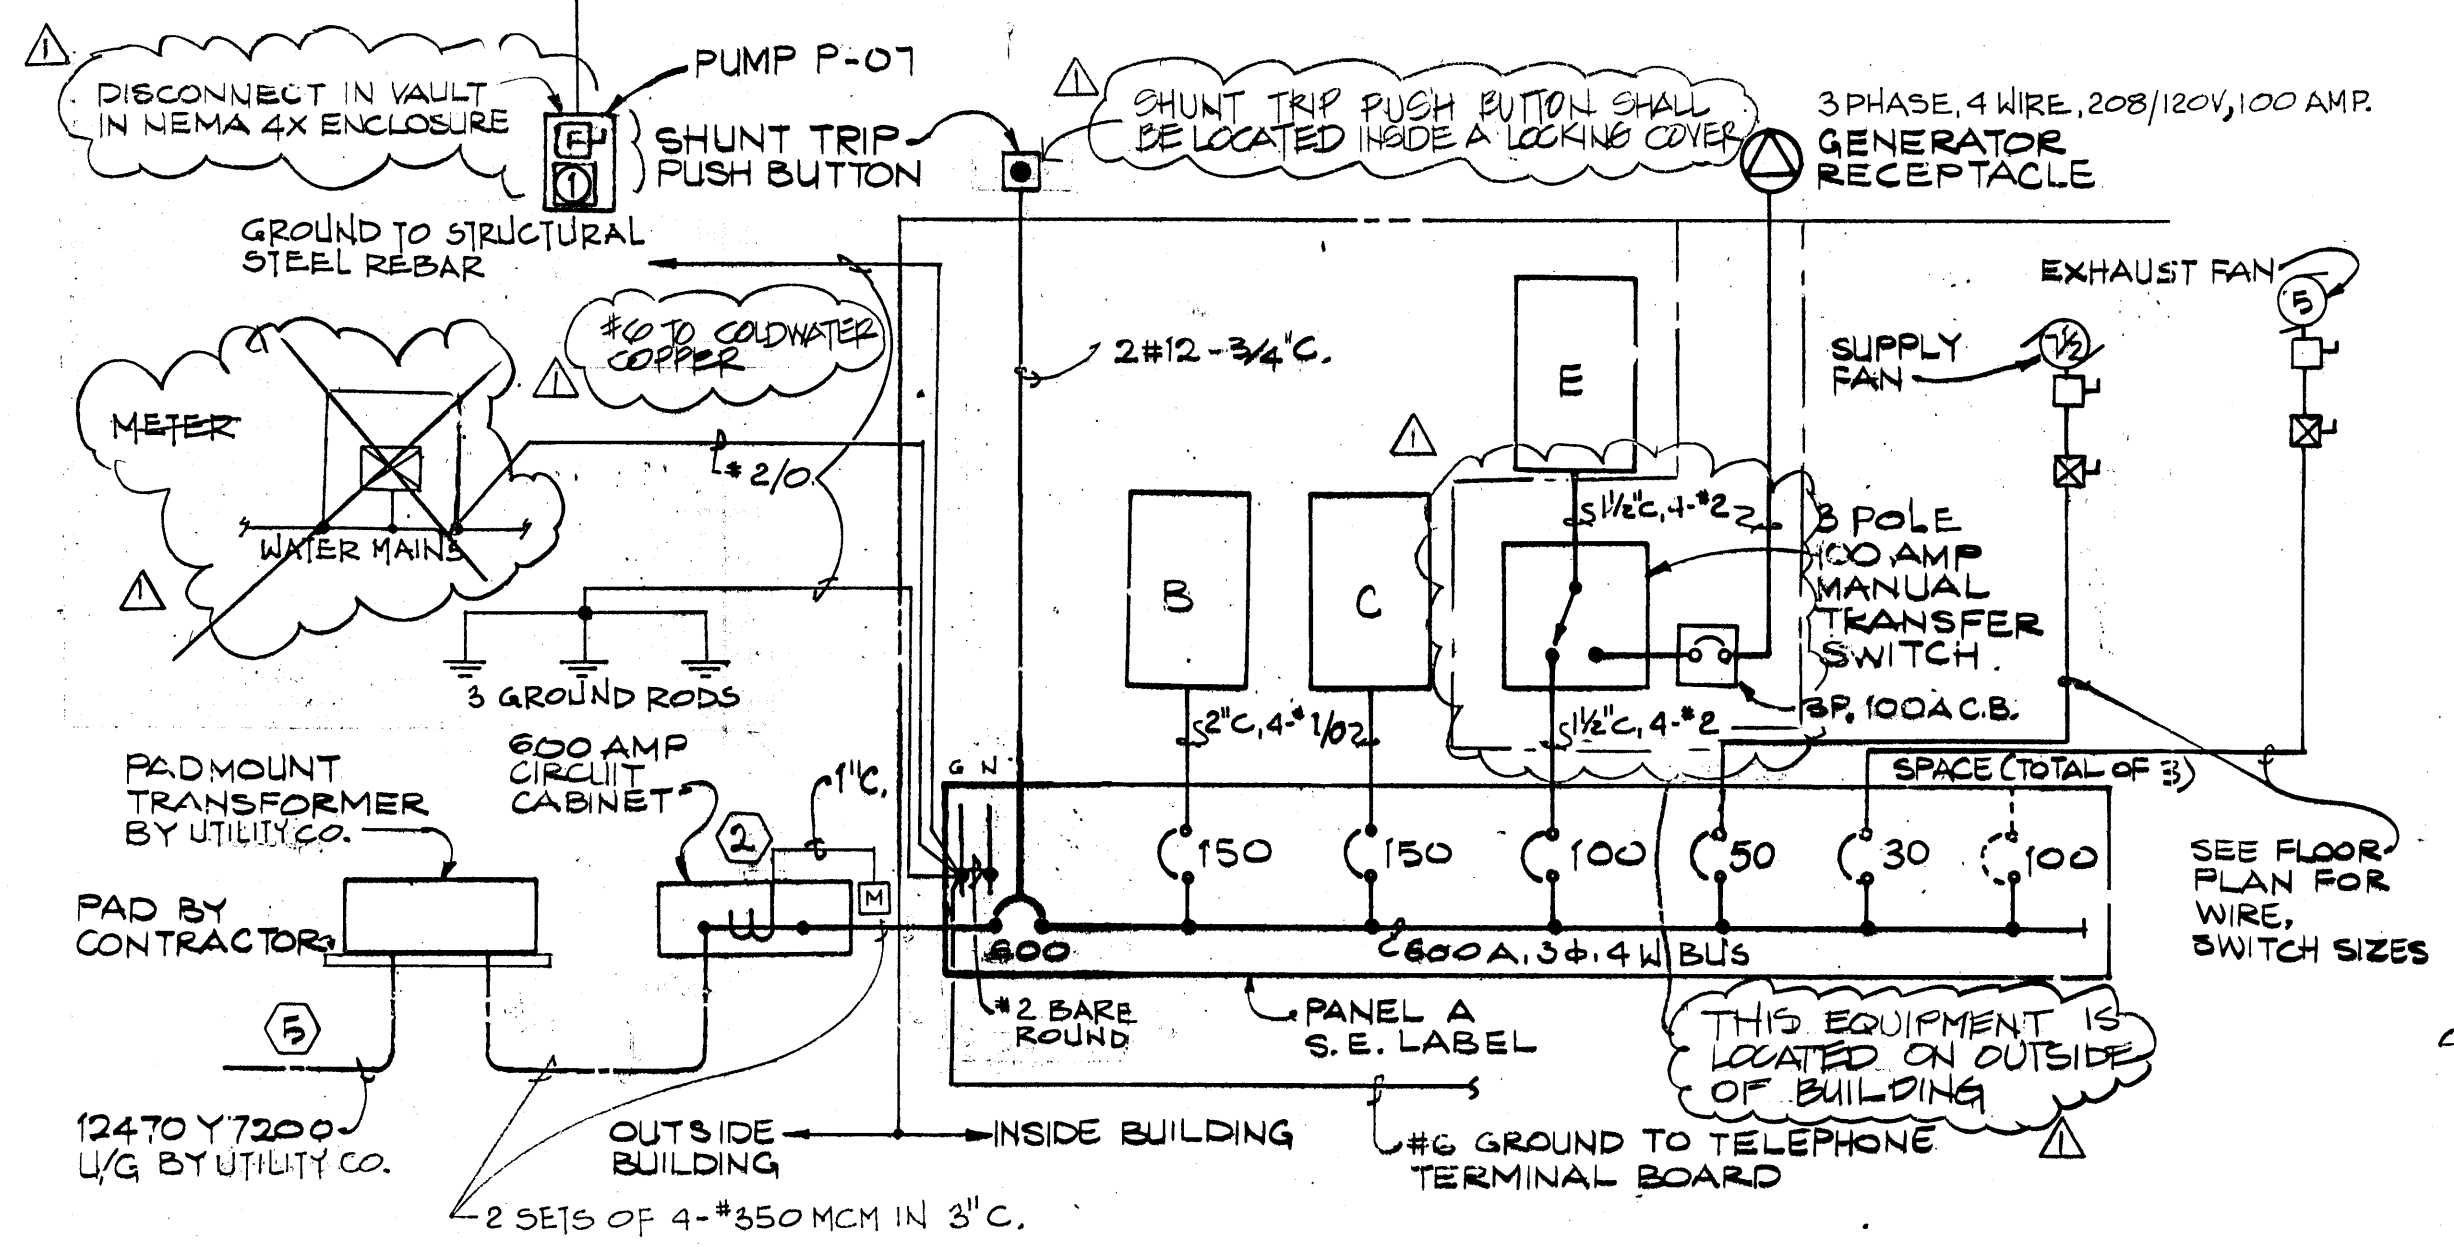 1
DISCONNECT IN VAULT
IN NEMA 4X ENCLOSURE
F
1
PUMP P-07
SHUNT TRIP
PUSH BUTTON
1
SHUNT TRIP PUSH BUTTON SHALL
BE LOCATED INSIDE A LOCKING COVER
3 PHASE, 4 WIRE, 208/120V, 100 AMP.
GENERATOR
RECEPTACLE
GROUND TO STRUCTURAL
STEEL REBAR
EXHAUST FAN
5
SUPPLY
FAN
7½
#6 TO COLDWATER
COPPER
1
2#12-3/4"C.
E
METER
#2/0
1
WATER MAINS
1
1½"C, 4-#2
3 POLE
100 AMP
MANUAL
TRANSFER
SWITCH.
B
C
3 GROUND RODS
2"C, 4-#1/0
1½"C, 4-#2
3P. 100A C.B.
PADMOUNT
TRANSFORMER
BY UTILITY CO.
600 AMP
CIRCUIT
CABINET
2
1"C.
G N
SPACE (TOTAL OF 3)
150
150
100
50
30
100
M
PAD BY
CONTRACTOR
600
600A, 3φ, 4W BUS
SEE FLOOR
PLAN FOR
WIRE,
SWITCH SIZES
5
#2 BARE
ROUND
PANEL A
S.E. LABEL
THIS EQUIPMENT IS
LOCATED ON OUTSIDE
OF BUILDING
1
12470 Y 7200
U/G BY UTILITY CO.
OUTSIDE
BUILDING
INSIDE BUILDING
#6 GROUND TO TELEPHONE
TERMINAL BOARD
2 SETS OF 4-#350 MCM IN 3"C.